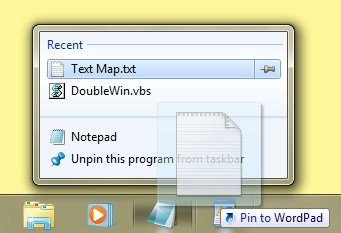 Recent
Text Map.txt
DoubleWin.vbs
Notepad
Unpin this program from taskbar
Pin to WordPad